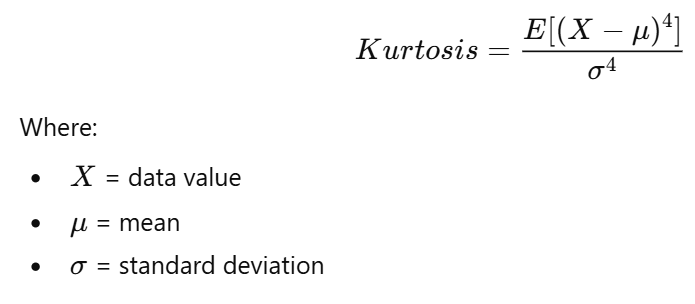 Kurtosis = E[(X − μ)⁴] / σ⁴
Where:
• X = data value
• μ = mean
• σ = standard deviation